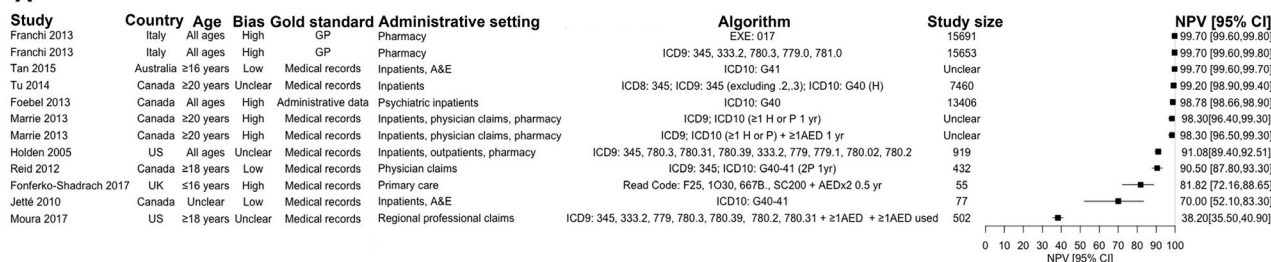 Study Country Age Bias Gold standard Administrative setting Algorithm Study size NPV [95% CI]
Franchi 2013 Italy All ages High GP Pharmacy EXE: 017 15691 99.70 [99.60;99.80]
Franchi 2013 Italy All ages High GP Pharmacy ICD9: 345, 333.2, 780.3, 779.0, 781.0 15653 99.70 [99.60;99.80]
Tan 2015 Australia ≥16 years Low Medical records Inpatients, A&E ICD10: G41 Unclear 99.70 [99.60;99.70]
Tu 2014 Canada ≥20 years Unclear Medical records Inpatients ICD8: 345; ICD9: 345 (excluding .2,.3); ICD10: G40 (H) 7460 99.20 [98.90;99.40]
Foebel 2013 Canada All ages High Administrative data Psychiatric inpatients ICD10: G40 13406 98.78 [98.66;98.90]
Marrie 2013 Canada ≥20 years High Medical records Inpatients, physician claims, pharmacy ICD9; ICD10 (≥1 H or P 1 yr) Unclear 98.30[96.40;99.30]
Marrie 2013 Canada ≥20 years High Medical records Inpatients, physician claims, pharmacy ICD9; ICD10 (≥1 H or P) + ≥1AED 1 yr Unclear 98.30 [96.50;99.30]
Holden 2005 US All ages Unclear Medical records Inpatients, outpatients, pharmacy ICD9: 345, 780.3, 780.31, 780.39, 333.2, 779, 779.1, 780.02, 780.2 919 91.08[89.40;92.51]
Reid 2012 Canada ≥18 years Low Medical records Physician claims ICD9: 345; ICD10: G40-41 (2P 1yr) 432 90.50 [87.80;93.30]
Fonferko-Shadrach 2017 UK ≤16 years High Medical records Primary care Read Code: F25, 1O30, 667B., SC200 + AEDx2 0.5 yr 55 81.82 [72.16;88.65]
Jetté 2010 Canada Unclear Low Medical records Inpatients, A&E ICD10: G40-41 77 70.00 [52.10;83.30]
Moura 2017 US ≥18 years Unclear Medical records Regional professional claims ICD9: 345, 333.2, 779, 780.3, 780.39, 780.2, 780.31 + ≥1AED + ≥1AED used 502 38.20[35.50;40.90]
0 10 20 30 40 50 60 70 80 90 100
NPV [95% CI]